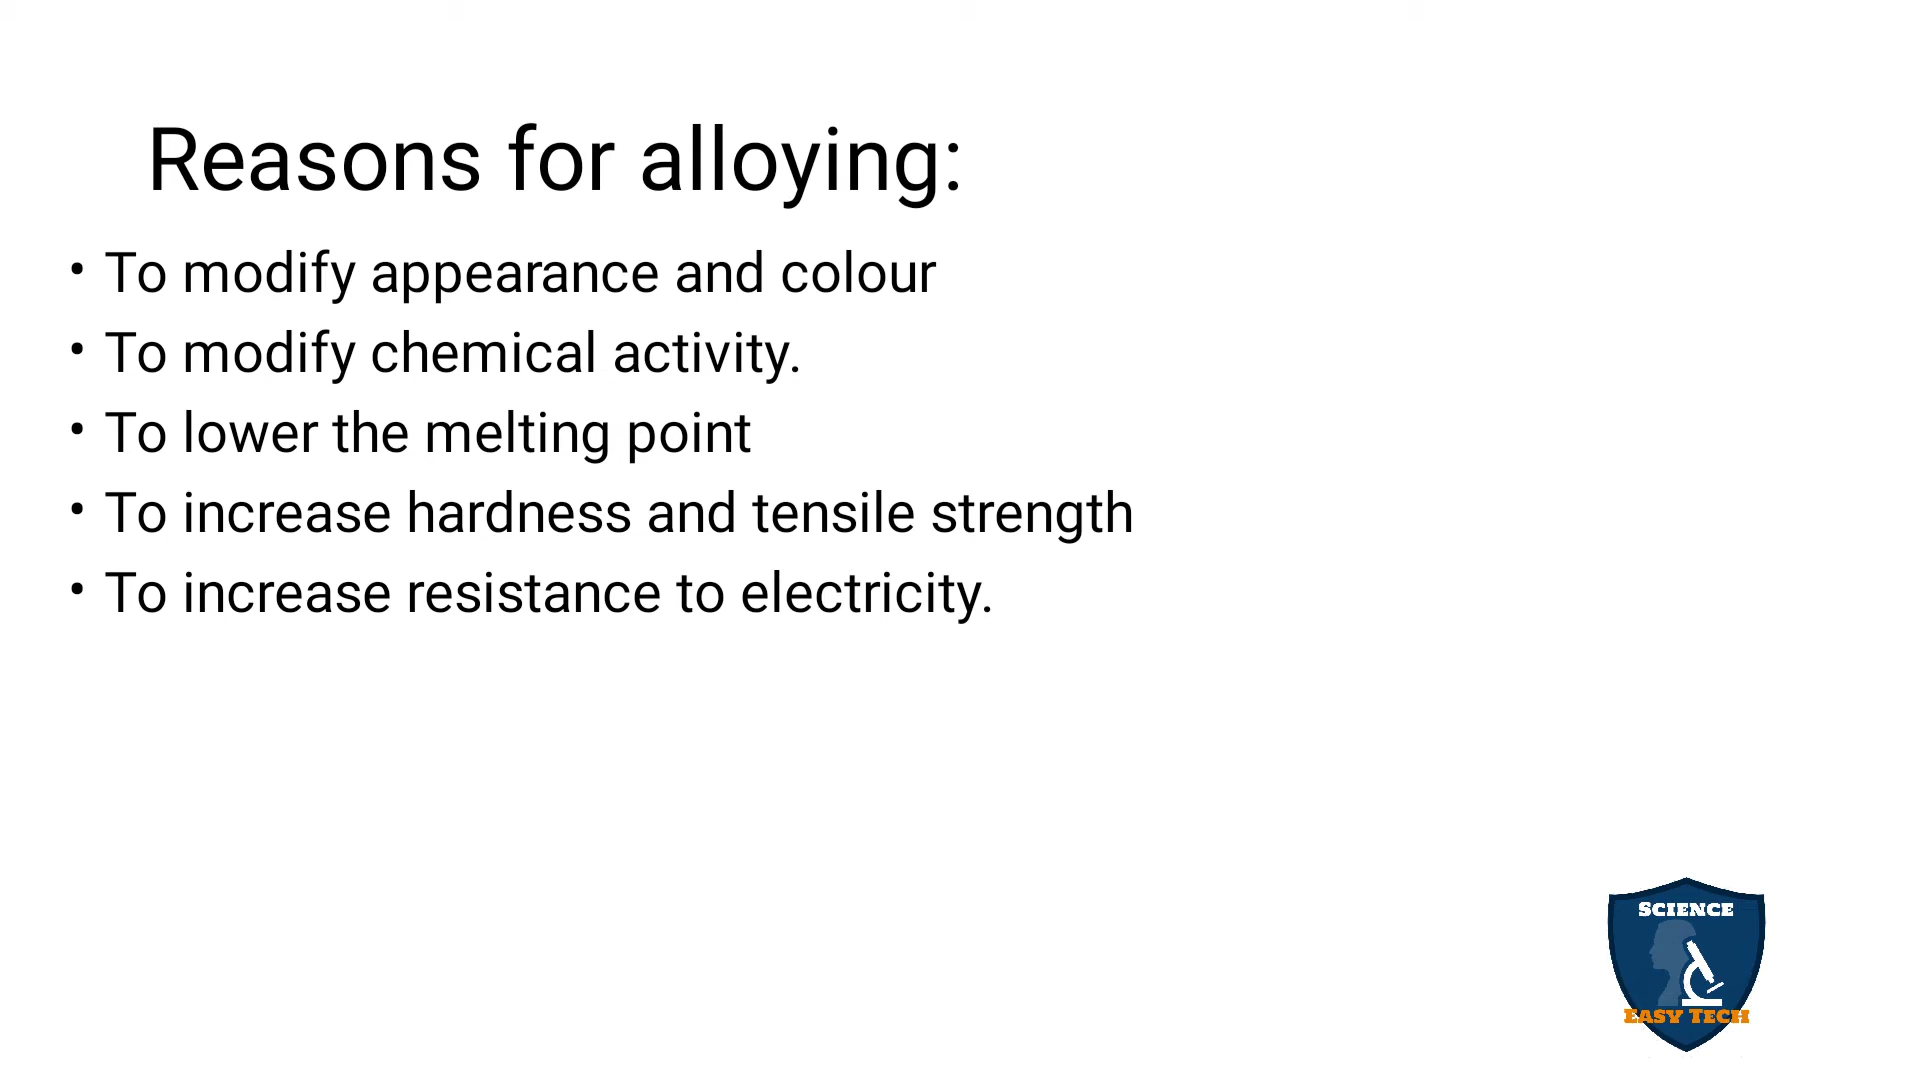 Reasons for alloying:
• To modify appearance and colour
• To modify chemical activity.
• To lower the melting point
• To increase hardness and tensile strength
• To increase resistance to electricity.
SCIENCE
EASY TECH